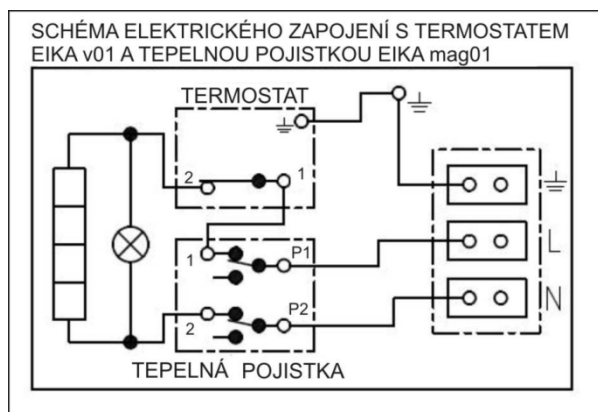 SCHÉMA ELEKTRICKÉHO ZAPOJENÍ S TERMOSTATEM
EIKA v01 A TEPELNOU POJISTKOU EIKA mag01
TERMOSTAT
2
1
1
P1
L
2
P2
N
TEPELNÁ POJISTKA